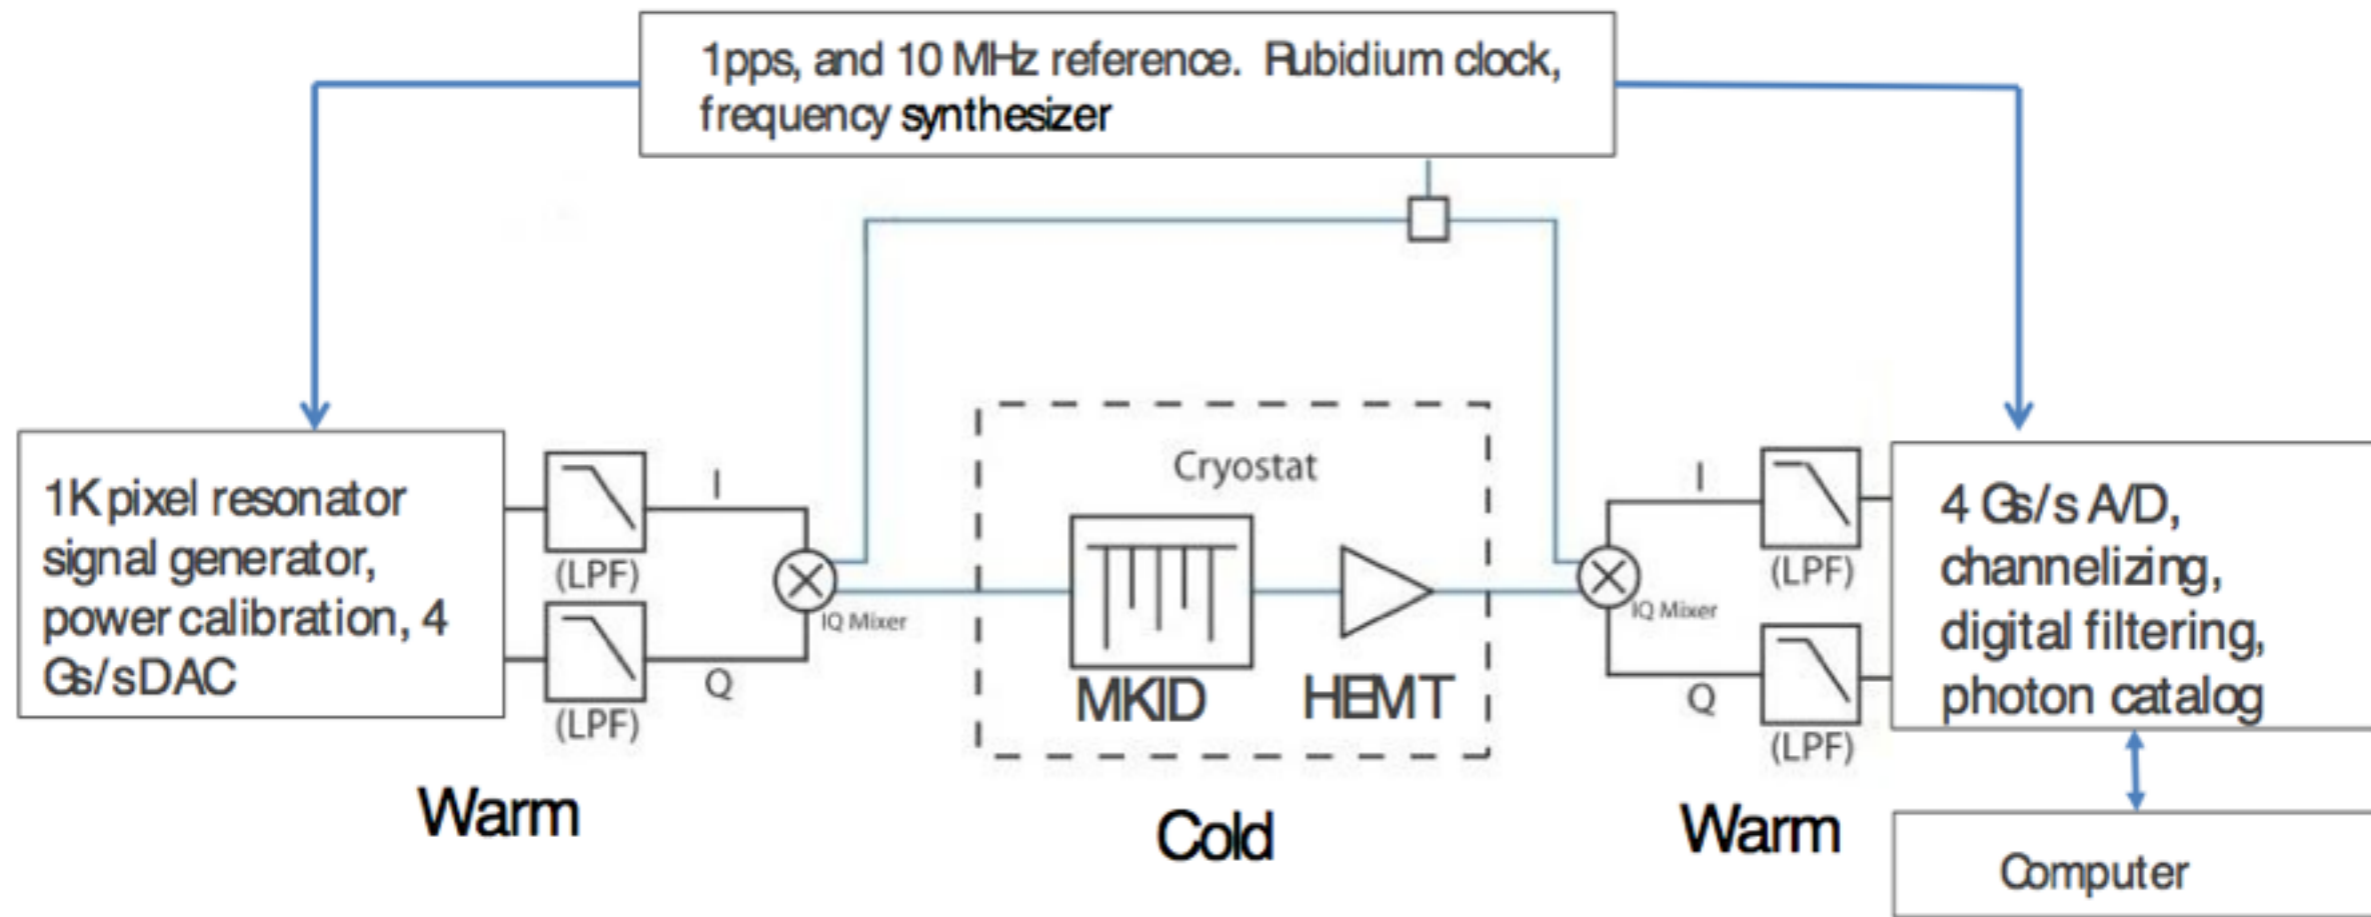 1pps, and 10 MHz reference. Rubidium clock,
frequency synthesizer
1K pixel resonator
signal generator,
power calibration, 4
Gs/s DAC
(LPF)
(LPF)
I
Q
IQ Mixer
Cryostat
MKID
HEMT
IQ Mixer
I
Q
(LPF)
(LPF)
4 Gs/s A/D,
channelizing,
digital filtering,
photon catalog
Warm
Cold
Warm
Computer